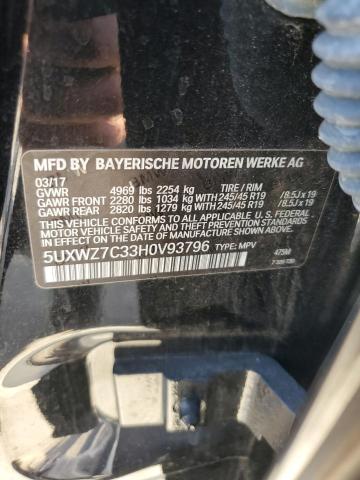 MFD BY BAYERISCHE MOTOREN WERKE AG
03/17
GVWR 4969 lbs 2254 kg TIRE / RIM
GAWR FRONT 2280 lbs 1034 kg WITH 245/45 R19 / 8.5J x 19
GAWR REAR 2820 lbs 1279 kg WITH 245/45 R19 / 8.5J x 19
THIS VEHICLE CONFORMS TO ALL APPLICABLE U.S. FEDERAL
MOTOR VEHICLE SAFETY, BUMPER, AND THEFT PREVENTION
STANDARDS IN EFFECT ON THE DATE OF MANUFACTURE
SHOWN ABOVE.
5UXWZ7C33H0V93796 TYPE: MPV 475M